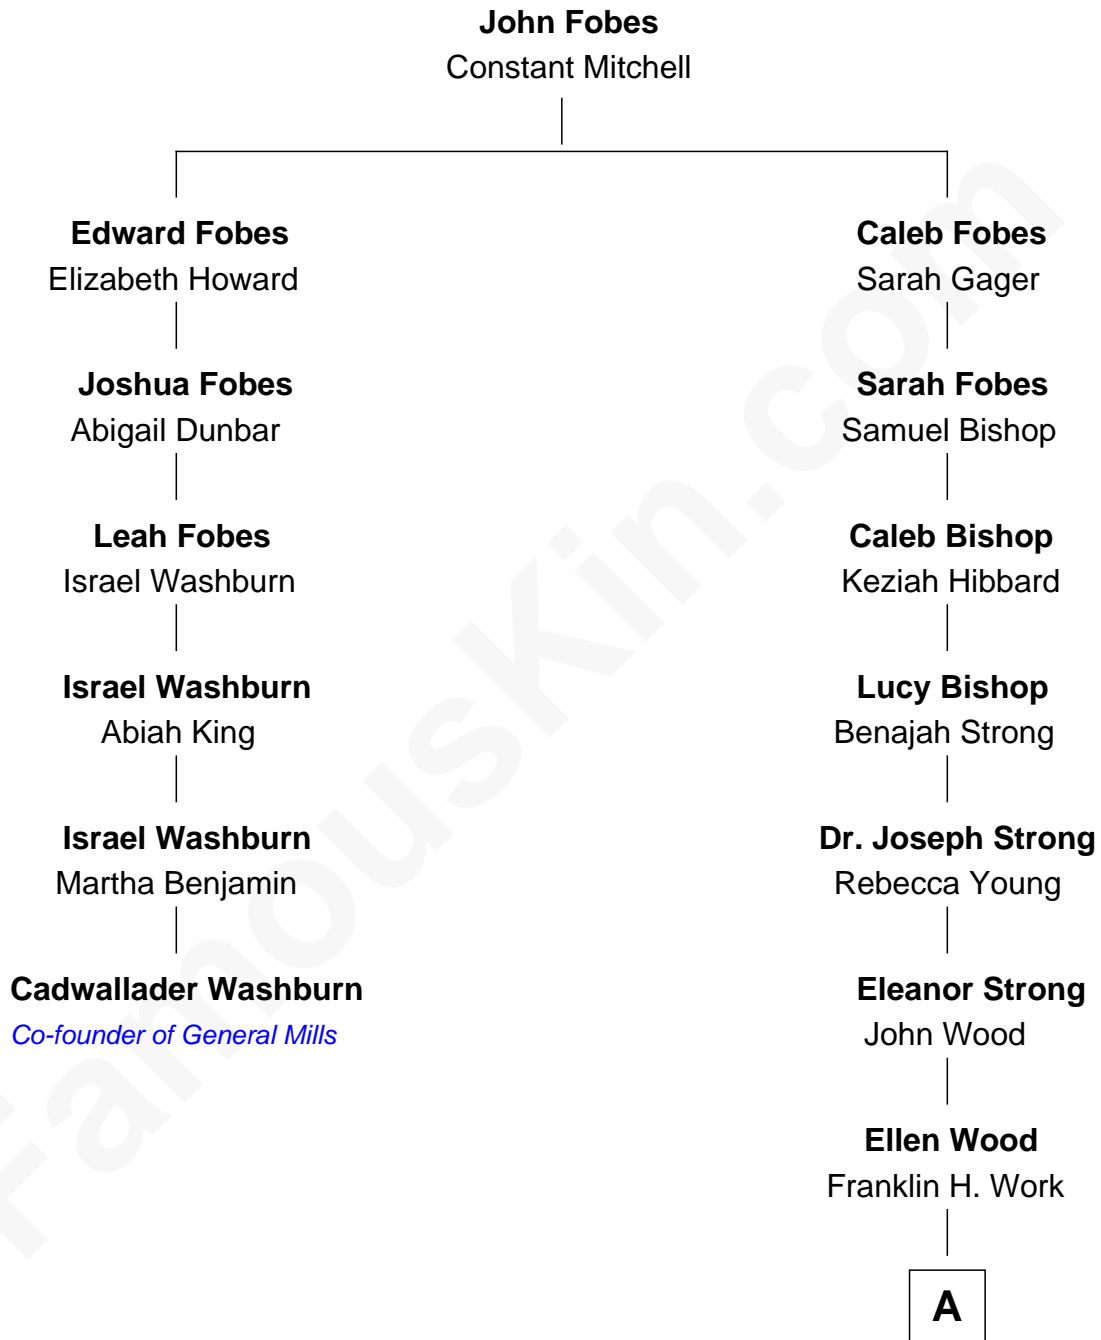 John Fobes
Constant Mitchell
Edward Fobes
Elizabeth Howard
Caleb Fobes
Sarah Gager
Joshua Fobes
Abigail Dunbar
Sarah Fobes
Samuel Bishop
Leah Fobes
Israel Washburn
Caleb Bishop
Keziah Hibbard
Israel Washburn
Abiah King
Lucy Bishop
Benajah Strong
Israel Washburn
Martha Benjamin
Dr. Joseph Strong
Rebecca Young
Cadwallader Washburn
Co-founder of General Mills
Eleanor Strong
John Wood
Ellen Wood
Franklin H. Work
A
FamousKin.com